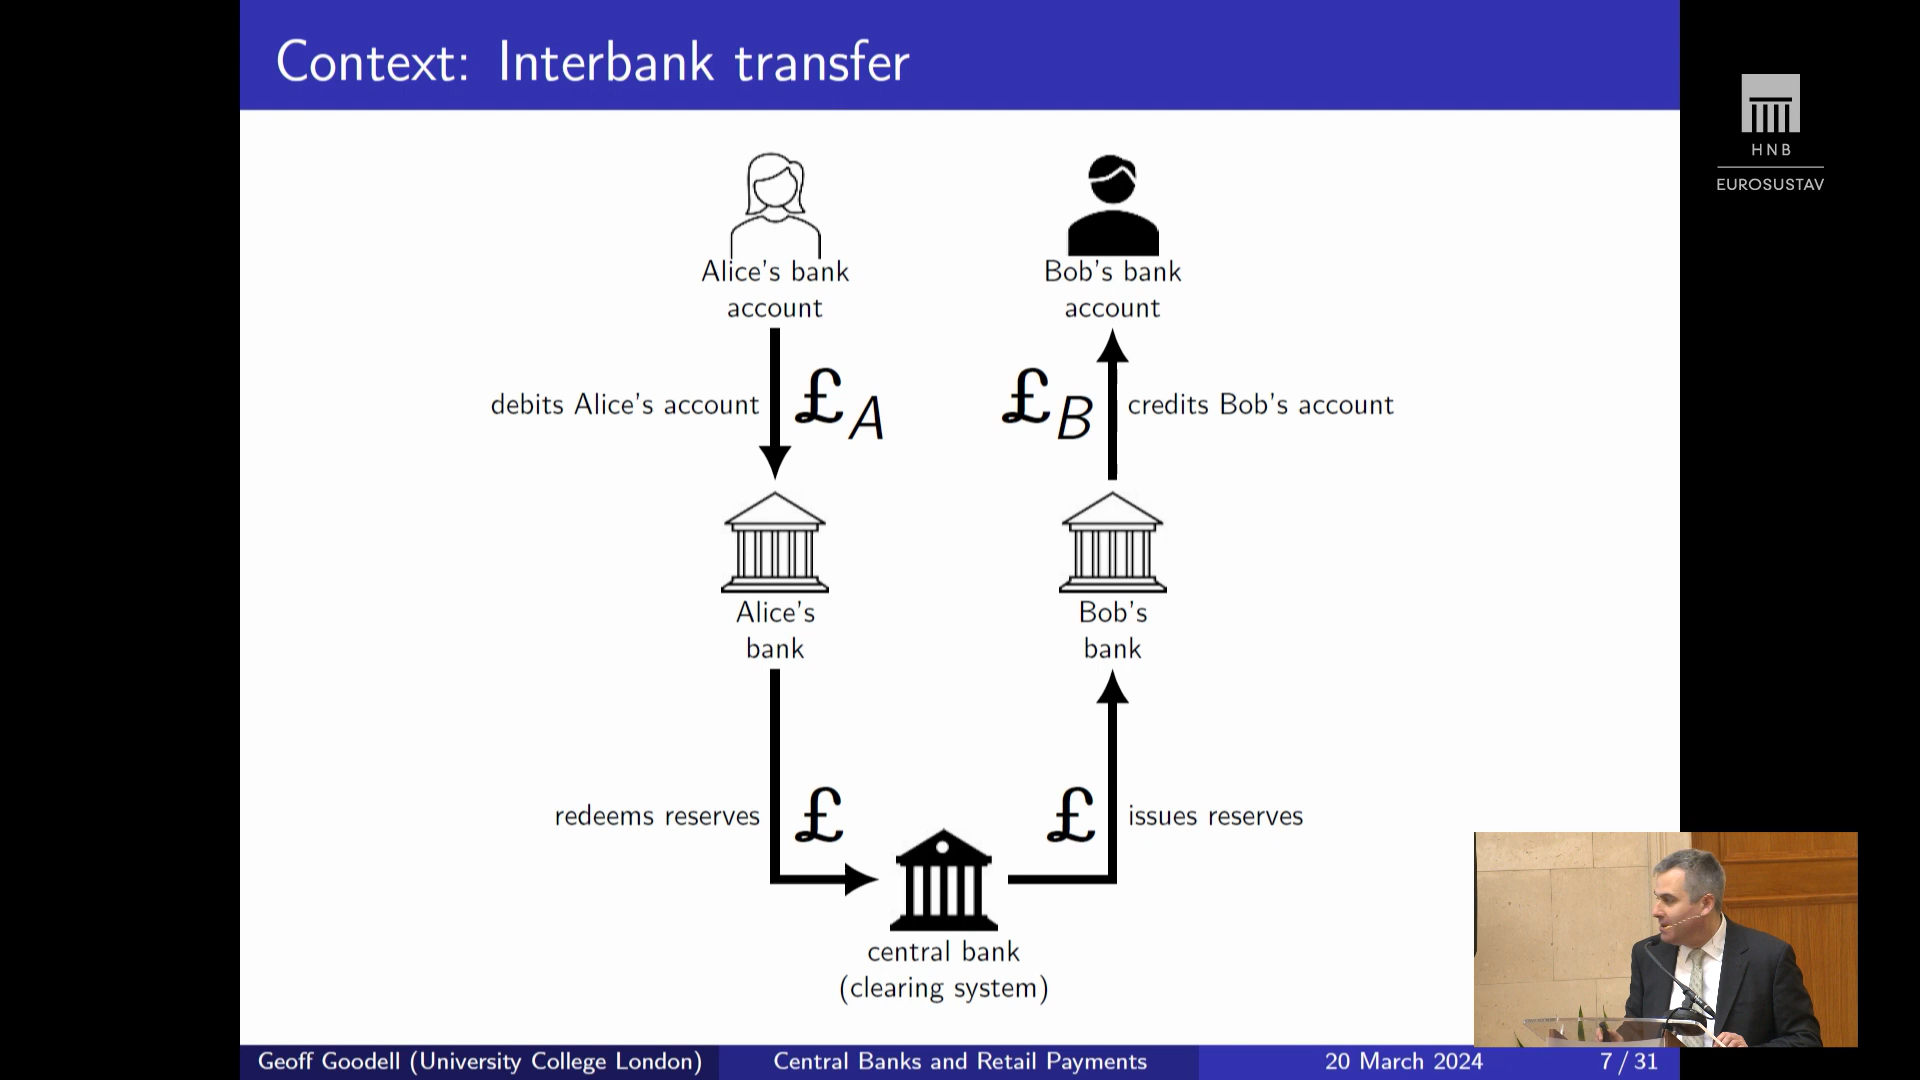 Context: Interbank transfer
HNB
EUROSUSTAV
Alice's bank
account
Bob's bank
account
debits Alice's account
£A
£B
credits Bob's account
Alice's
bank
Bob's
bank
redeems reserves
£
£
issues reserves
central bank
(clearing system)
Geoff Goodell (University College London)
Central Banks and Retail Payments
20 March 2024
7 / 31